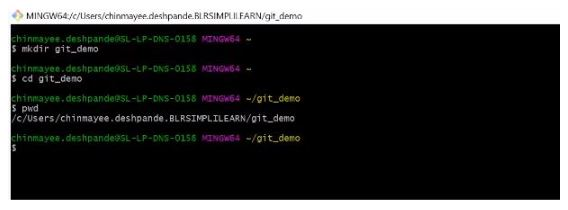 MINGW64:/c/Users/chinmayee.deshpande.BLRSIMPLILEARN/git_demo
chinmayee.deshpande@SL-LP-DNS-0158 MINGW64 ~
$ mkdir git_demo
chinmayee.deshpande@SL-LP-DNS-0158 MINGW64 ~
$ cd git_demo
chinmayee.deshpande@SL-LP-DNS-0158 MINGW64 ~/git_demo
$ pwd
/c/Users/chinmayee.deshpande.BLRSIMPLILEARN/git_demo
chinmayee.deshpande@SL-LP-DNS-0158 MINGW64 ~/git_demo
$